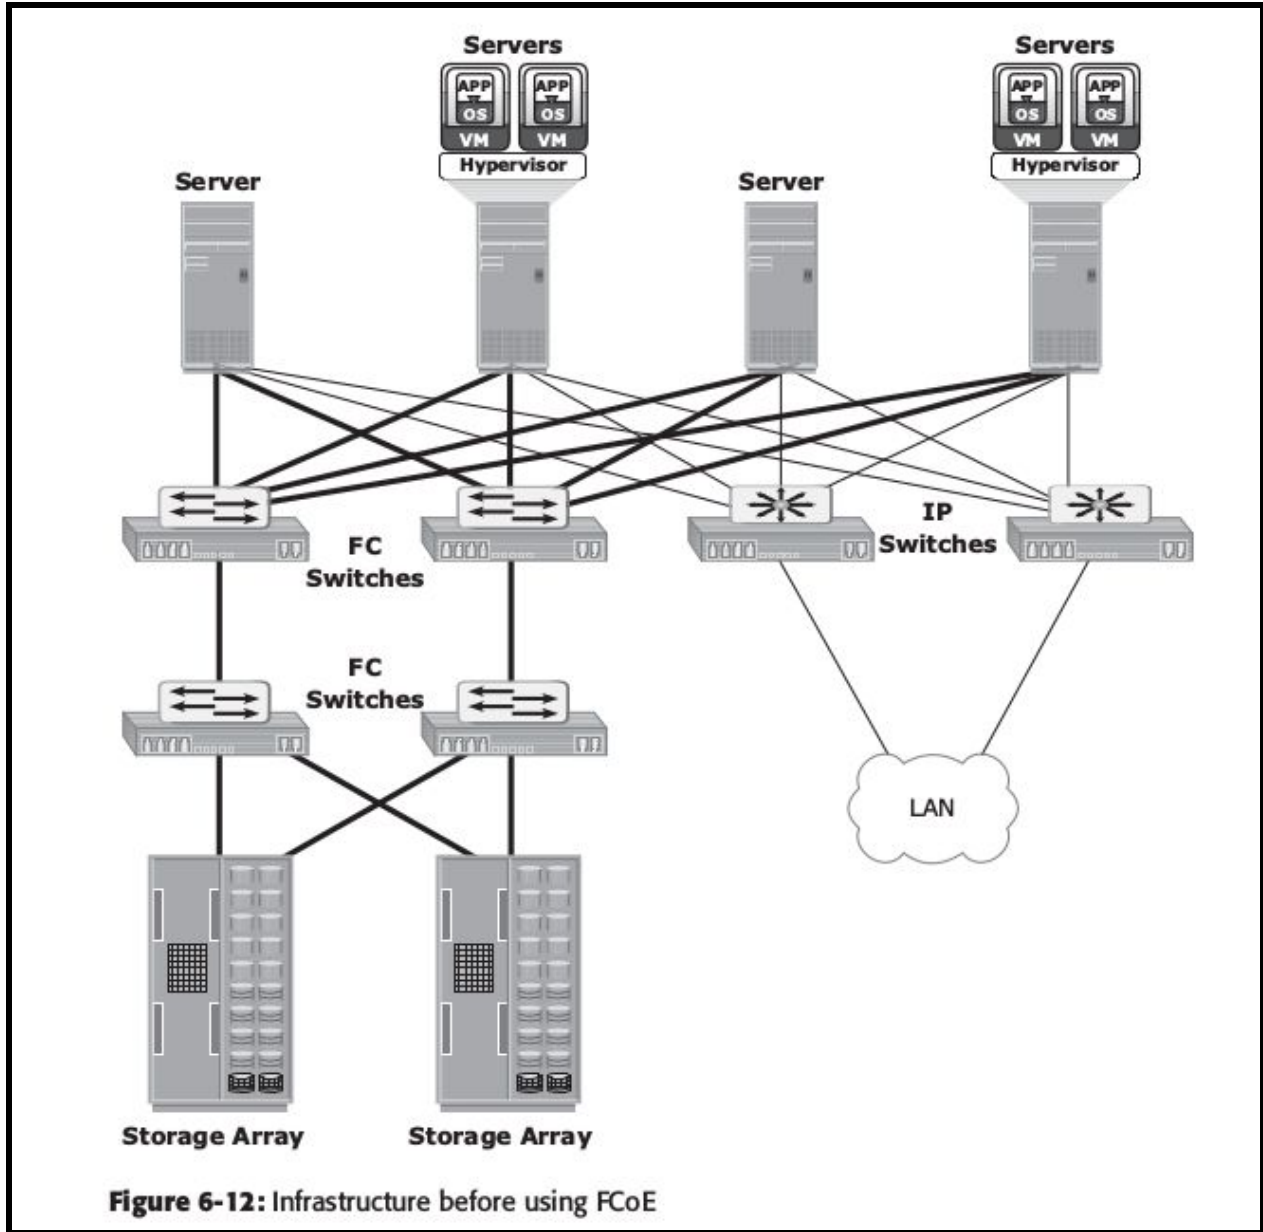 Servers
Servers
APP
APP
OS
OS
VM
VM
Hypervisor
APP
APP
OS
OS
VM
VM
Hypervisor
Server
Server
FC
Switches
IP
Switches
FC
Switches
LAN
Storage Array
Storage Array
Figure 6-12: Infrastructure before using FCoE